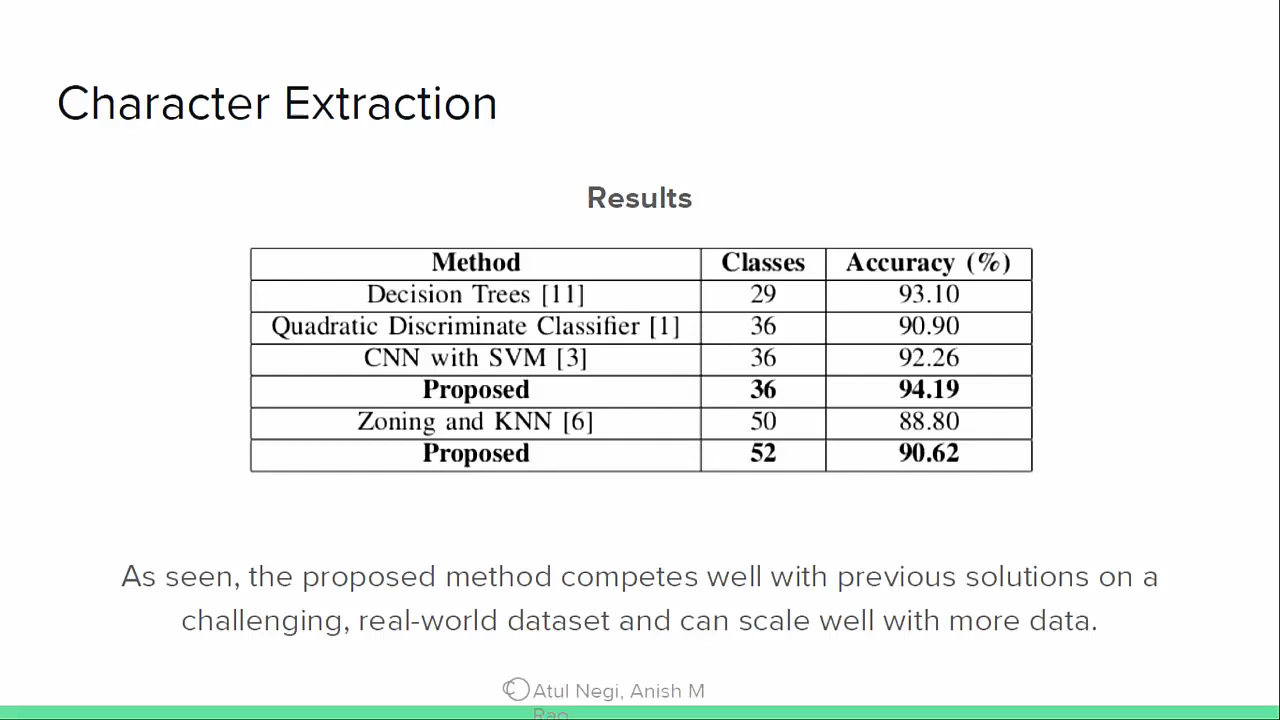 Character Extraction
Results
Method Classes Accuracy (%)
Decision Trees [11] 29 93.10
Quadratic Discriminate Classifier [1] 36 90.90
CNN with SVM [3] 36 92.26
Proposed 36 94.19
Zoning and KNN [6] 50 88.80
Proposed 52 90.62
As seen, the proposed method competes well with previous solutions on a
challenging, real-world dataset and can scale well with more data.
© Atul Negi, Anish M
Rao